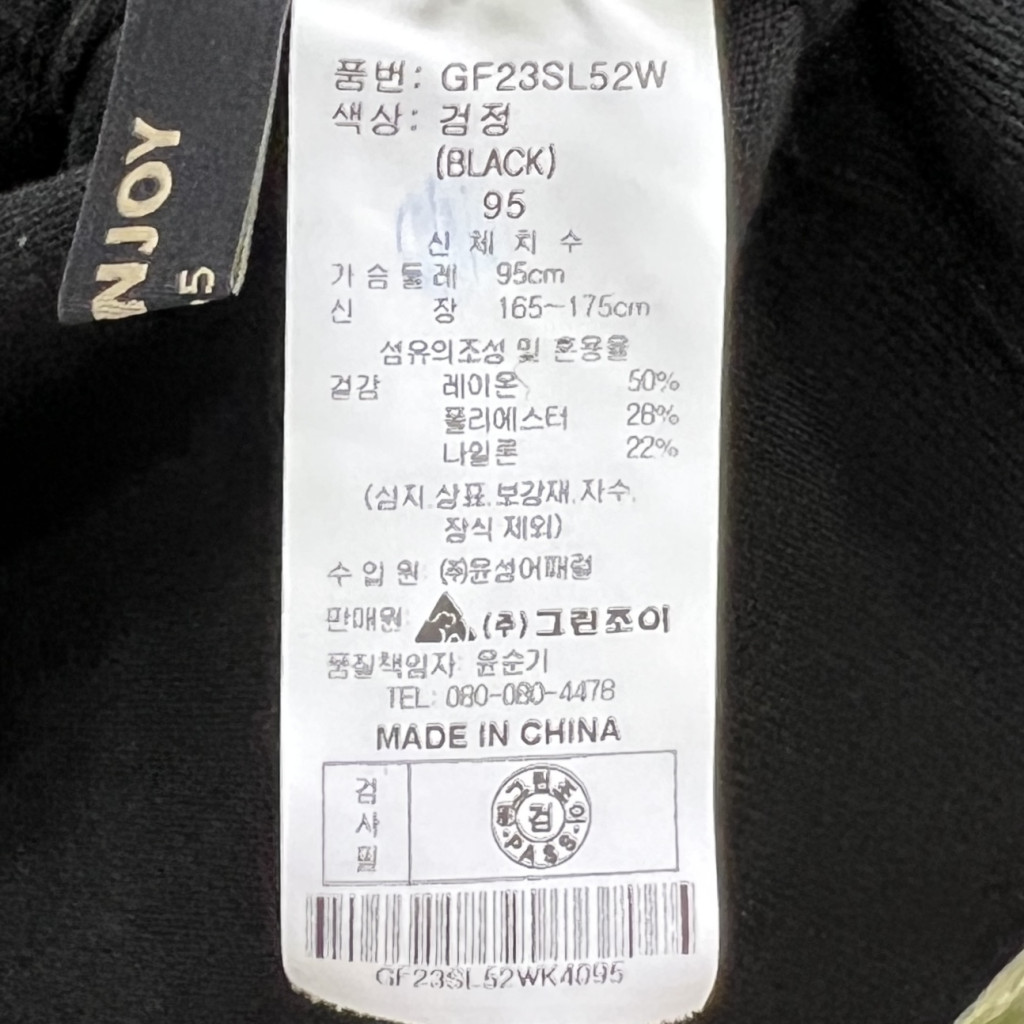 NJOY
품번: GF23SL52W
색상: 검정
(BLACK)
95
신 체 치 수
가슴둘레 95cm
신 장 165~175cm
섬유의조성 및 혼용율
겉감 레이온 50%
폴리에스터 28%
나일론 22%
(심지.상표.보강재.자수.
장식 제외)
수입원 (주)윤성어패럴
판매원 (주)그린조이
품질책임자: 윤순기
TEL: 080-080-4478
MADE IN CHINA
검
사
필
그린조이
검
PASS
GF23SL52WK4095